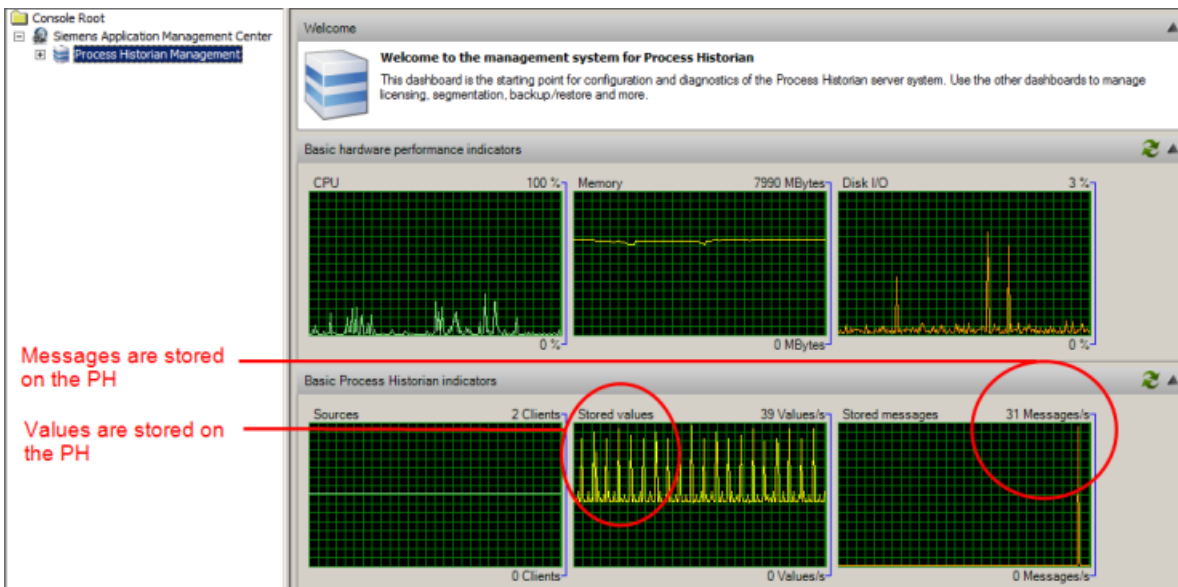 Console Root
Siemens Application Management Center
Process Historian Management
Welcome
Welcome to the management system for Process Historian
This dashboard is the starting point for configuration and diagnostics of the Process Historian server system. Use the other dashboards to manage
licensing, segmentation, backup/restore and more.
Basic hardware performance indicators
CPU 100 %
Memory 7990 MBytes
Disk I/O 3 %
0 %
0 MBytes
0 %
Messages are stored
on the PH
Values are stored on
the PH
Basic Process Historian indicators
Sources 2 Clients
Stored values 39 Values/s
Stored messages 31 Messages/s
0 Clients
0 Values/s
0 Messages/s